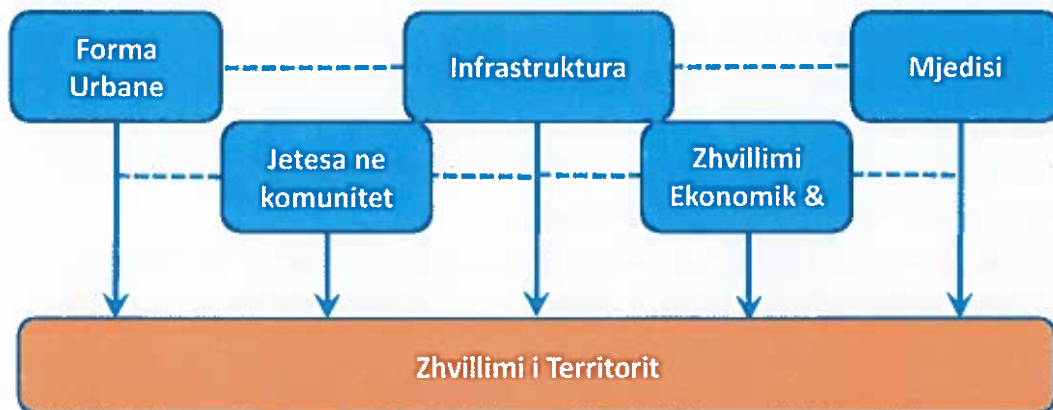 Forma
Urbane
Infrastruktura
Mjedisi
Jetesa ne
komunitet
Zhvillimi
Ekonomik &
Zhvillimi i Territorit